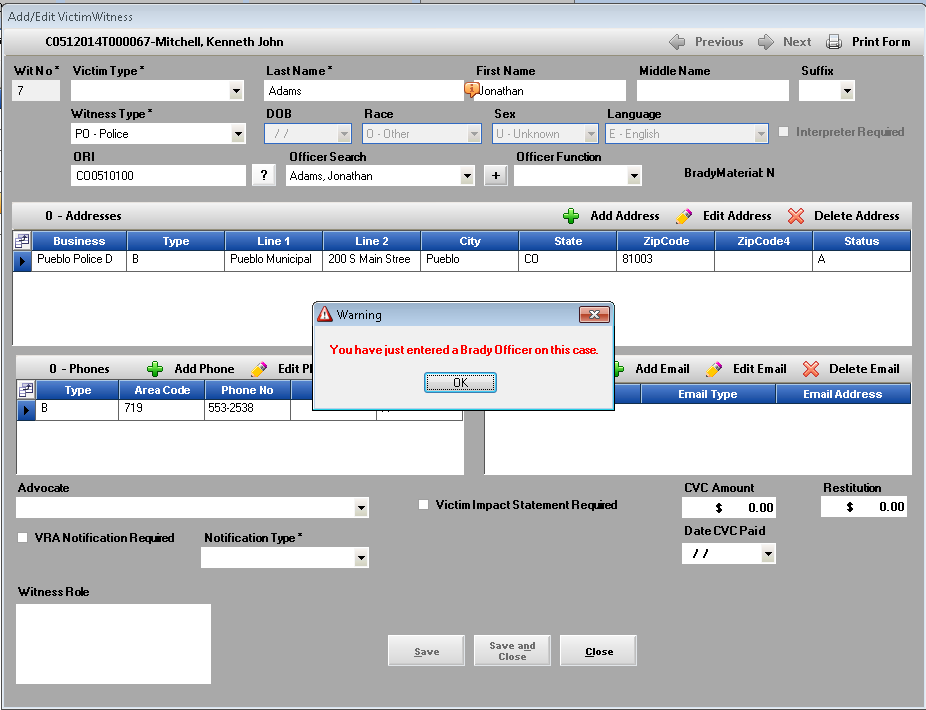 Add/Edit VictimWitness
C0512014T000067-Mitchell, Kenneth John
Previous Next Print Form
Wit No * Victim Type * Last Name * First Name Middle Name Suffix
7 Adams Jonathan
Witness Type * DOB Race Sex Language
PO - Police / / O - Other U - Unknown E - English Interpreter Required
ORI Officer Search Officer Function
CO0510100 ? Adams, Jonathan + BradyMaterial: N
0 - Addresses Add Address Edit Address Delete Address
Business Type Line 1 Line 2 City State ZipCode ZipCode4 Status
Pueblo Police D B Pueblo Municipal 200 S Main Stree Pueblo CO 81003 A
Warning
You have just entered a Brady Officer on this case.
OK
0 - Phones Add Phone Edit Add Email Edit Email Delete Email
Type Area Code Phone No Email Type Email Address
B 719 553-2538
Advocate CVC Amount Restitution
Victim Impact Statement Required $ 0.00 $ 0.00
VRA Notification Required Notification Type * Date CVC Paid
/ /
Witness Role
Save Save and Close Close